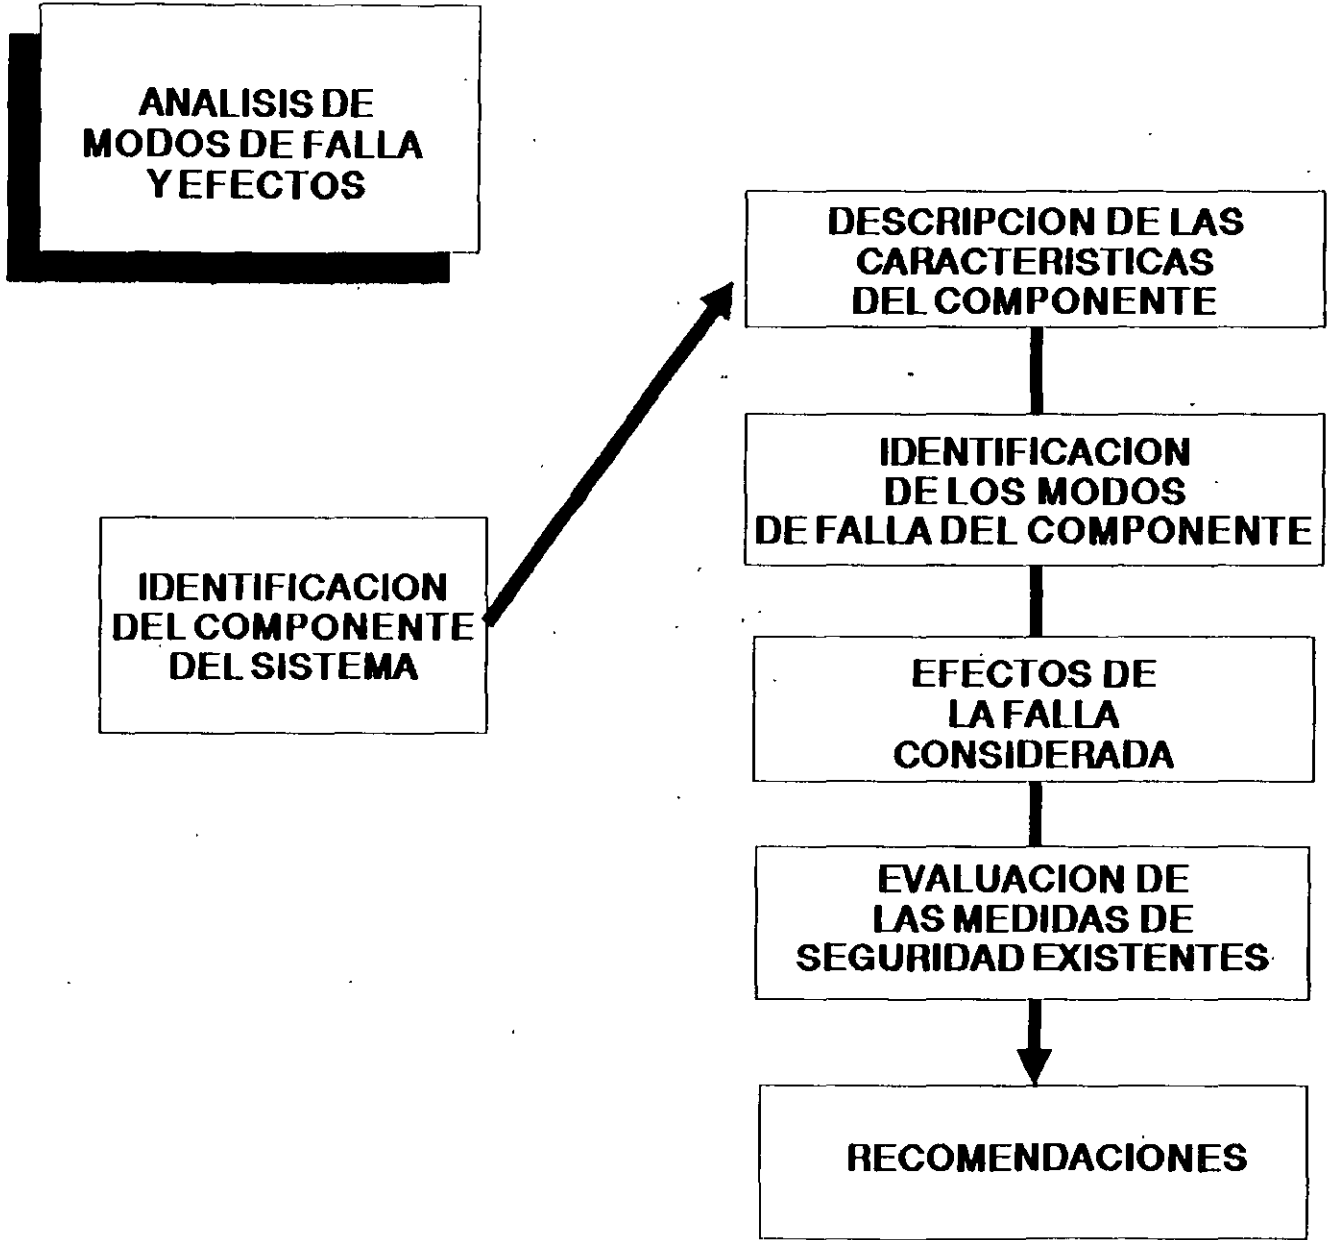 ANALISIS DE
MODOS DE FALLA
Y EFECTOS
IDENTIFICACION
DEL COMPONENTE
DEL SISTEMA
DESCRIPCION DE LAS
CARACTERISTICAS
DEL COMPONENTE
IDENTIFICACION
DE LOS MODOS
DE FALLA DEL COMPONENTE
EFECTOS DE
LA FALLA
CONSIDERADA
EVALUACION DE
LAS MEDIDAS DE
SEGURIDAD EXISTENTES
RECOMENDACIONES